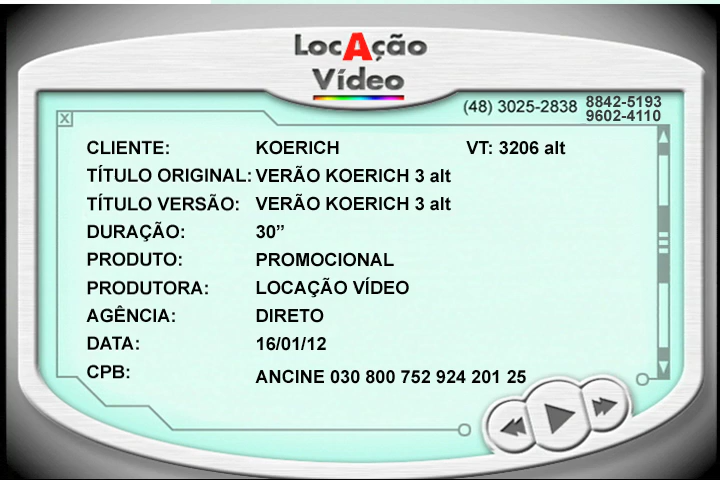 LocAção
Vídeo
(48) 3025-2838 8842-5193
9602-4110
X
CLIENTE: KOERICH VT: 3206 alt
TÍTULO ORIGINAL: VERÃO KOERICH 3 alt
TÍTULO VERSÃO: VERÃO KOERICH 3 alt
DURAÇÃO: 30”
PRODUTO: PROMOCIONAL
PRODUTORA: LOCAÇÃO VÍDEO
AGÊNCIA: DIRETO
DATA: 16/01/12
CPB: ANCINE 030 800 752 924 201 25